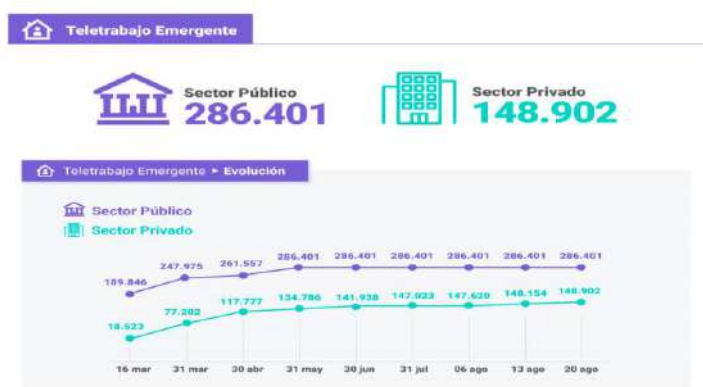 Teletrabajo Emergente
Sector Público
286.401
Sector Privado
148.902
Teletrabajo Emergente ▸ Evolución
Sector Público
Sector Privado
189.846 247.975 261.557 286.401 286.401 286.401 286.401 286.401 286.401
18.623 77.202 117.777 134.786 141.938 147.023 147.620 148.154 148.902
16 mar 31 mar 30 abr 31 may 30 jun 31 jul 06 ago 13 ago 20 ago